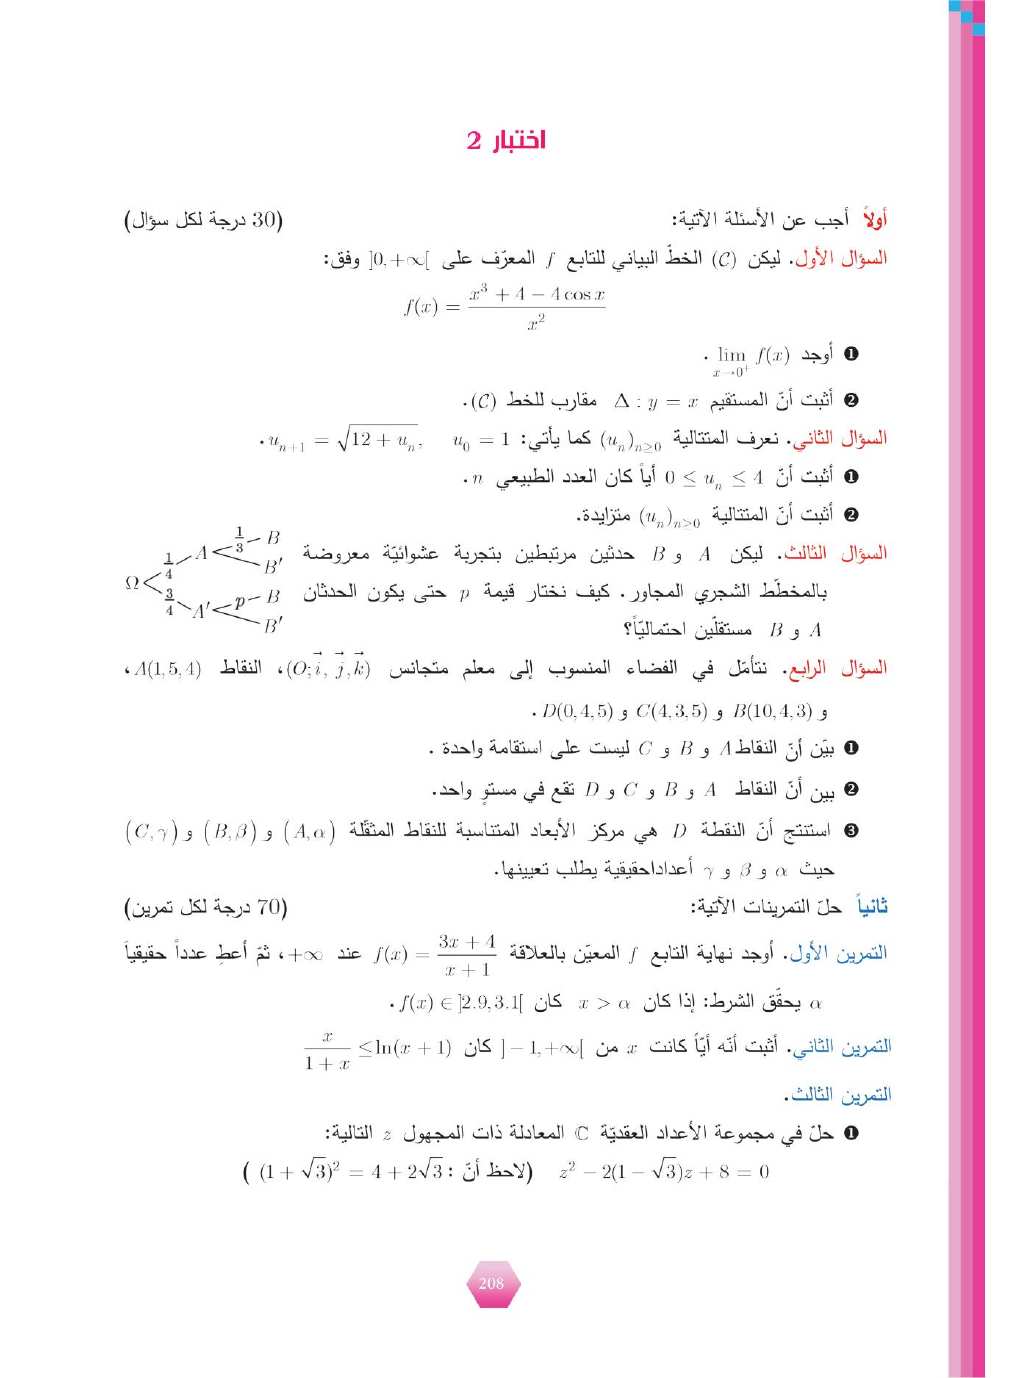 اختبار 2
أولاً أجب عن الأسئلة الآتية: (30 درجة لكل سؤال)
السؤال الأول. ليكن (C) الخطّ البياني للتابع f المعرّف على ]0,+∞[ وفق:
f(x) = (x³ + 4 − 4 cos x) / x²
❶ أوجد lim f(x) x→0⁺ .
❷ أثبت أنّ المستقيم Δ : y = x مقارب للخط (C).
السؤال الثاني. نعرف المتتالية (uₙ)ₙ≥₀ كما يأتي: u₀ = 1 ,uₙ₊₁ = √(12 + uₙ).
❶ أثبت أنّ 0 ≤ uₙ ≤ 4 أياً كان العدد الطبيعي n.
❷ أثبت أنّ المتتالية (uₙ)ₙ≥₀ متزايدة.
السؤال الثالث. ليكن A و B حدثين مرتبطين بتجربة عشوائيّة معروضة
بالمخطّط الشجري المجاور. كيف نختار قيمة p حتى يكون الحدثان
A و B مستقلّين احتماليّاً؟
Ω 1/4 A 1/3 B B′
3/4 A′ p B B′
السؤال الرابع. نتأمّل في الفضاء المنسوب إلى معلم متجانس (O; i⃗, j⃗, k⃗)، النقاط A(1,5,4)،
و B(10,4,3) و C(4,3,5) و D(0,4,5).
❶ بيّن أنّ النقاط A و B و C ليست على استقامة واحدة .
❷ بين أنّ النقاط A و B و C و D تقع في مستوٍ واحد.
❸ استنتج أنّ النقطة D هي مركز الأبعاد المتناسبة للنقاط المثقّلة (A,α) و (B,β) و (C,γ)
حيث α و β و γ أعداداحقيقية يطلب تعيينها.
ثانياً حلّ التمرينات الآتية: (70 درجة لكل تمرين)
التمرين الأول. أوجد نهاية التابع f المعيّن بالعلاقة f(x) = (3x + 4)/(x + 1) عند +∞، ثمّ أعطِ عدداً حقيقياً
α يحقّق الشرط: إذا كان x > α كان f(x) ∈ ]2.9,3.1[.
التمرين الثاني. أثبت أنّه أيّاً كانت x من ]−1,+∞[ كان x/(1 + x) ≤ ln(x + 1)
التمرين الثالث.
❶ حلّ في مجموعة الأعداد العقديّة ℂ المعادلة ذات المجهول z التالية:
z² − 2(1 − √3)z + 8 = 0 (لاحظ أنّ : (1 + √3)² = 4 + 2√3 )
208